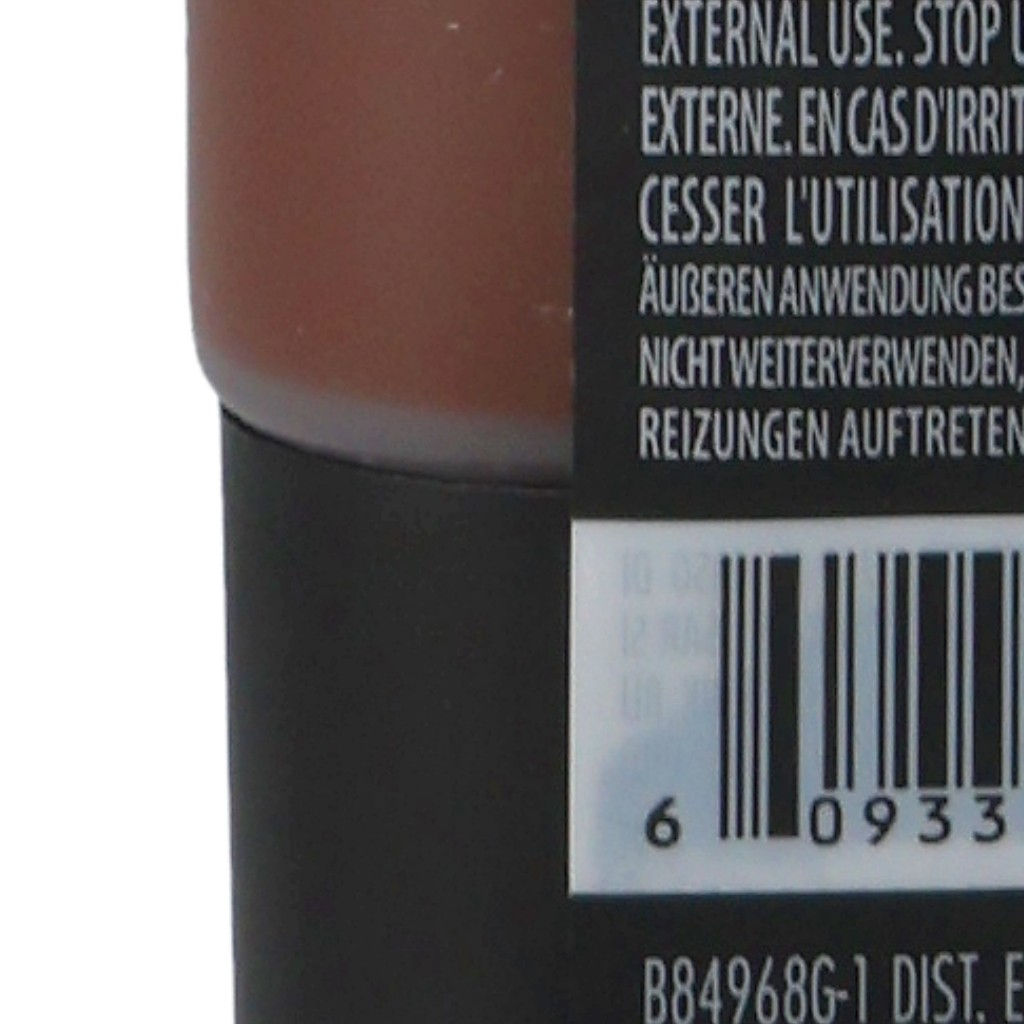 EXTERNAL USE. STOP U
EXTERNE. EN CAS D'IRRIT
CESSER L'UTILISATION
ÄUßEREN ANWENDUNG BES
NICHT WEITERVERWENDEN,
REIZUNGEN AUFTRETEN
6 0933
B84968G-1 DIST. E